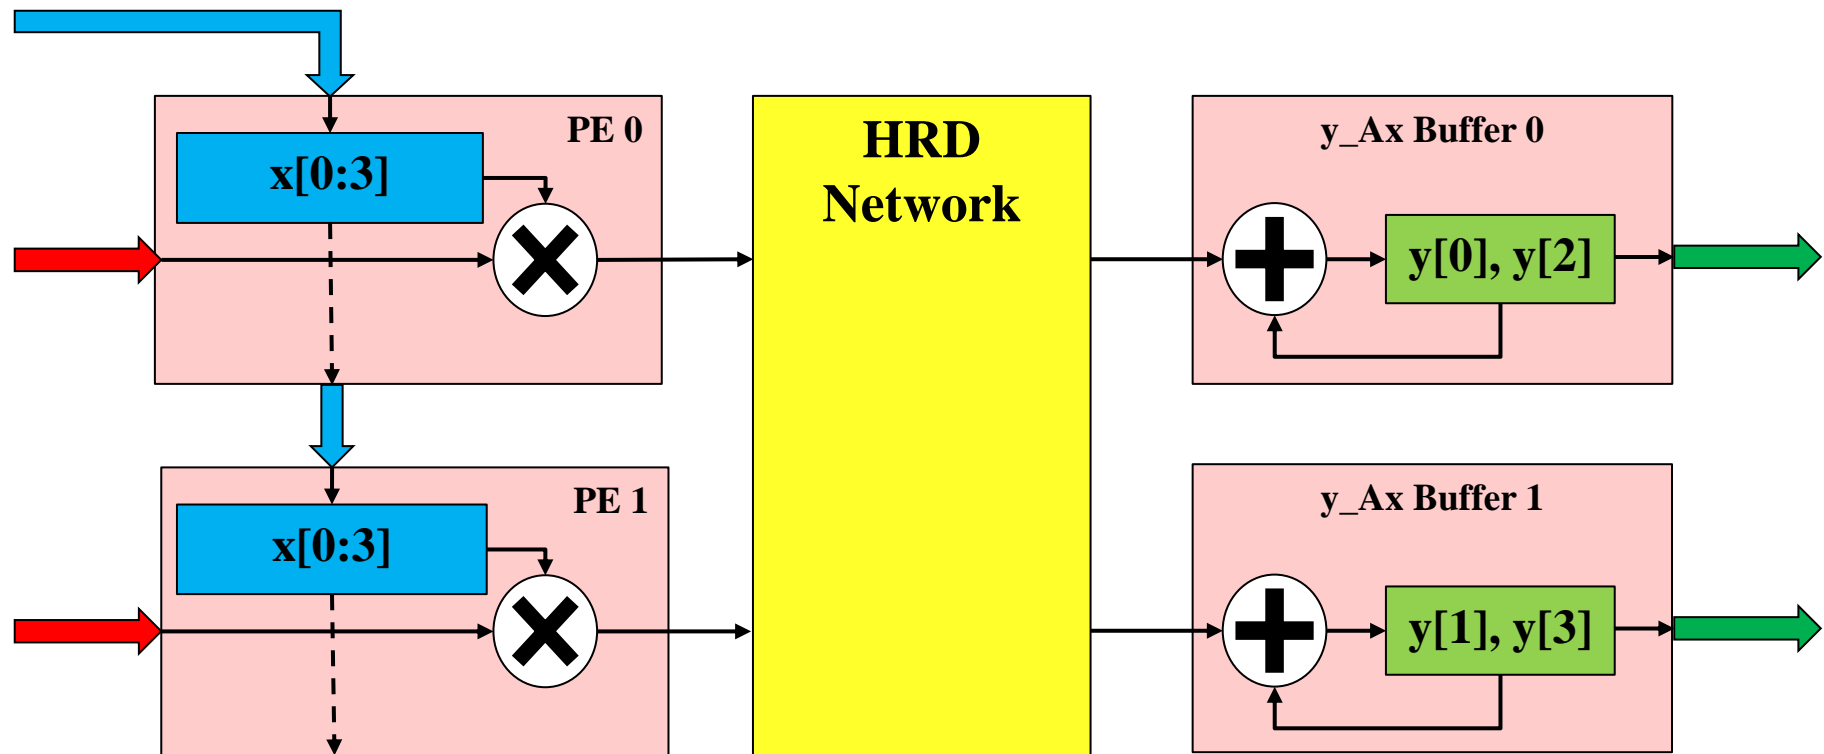 PE 0
x[0:3]
HRD
Network
y_Ax Buffer 0
y[0], y[2]
PE 1
x[0:3]
y_Ax Buffer 1
y[1], y[3]